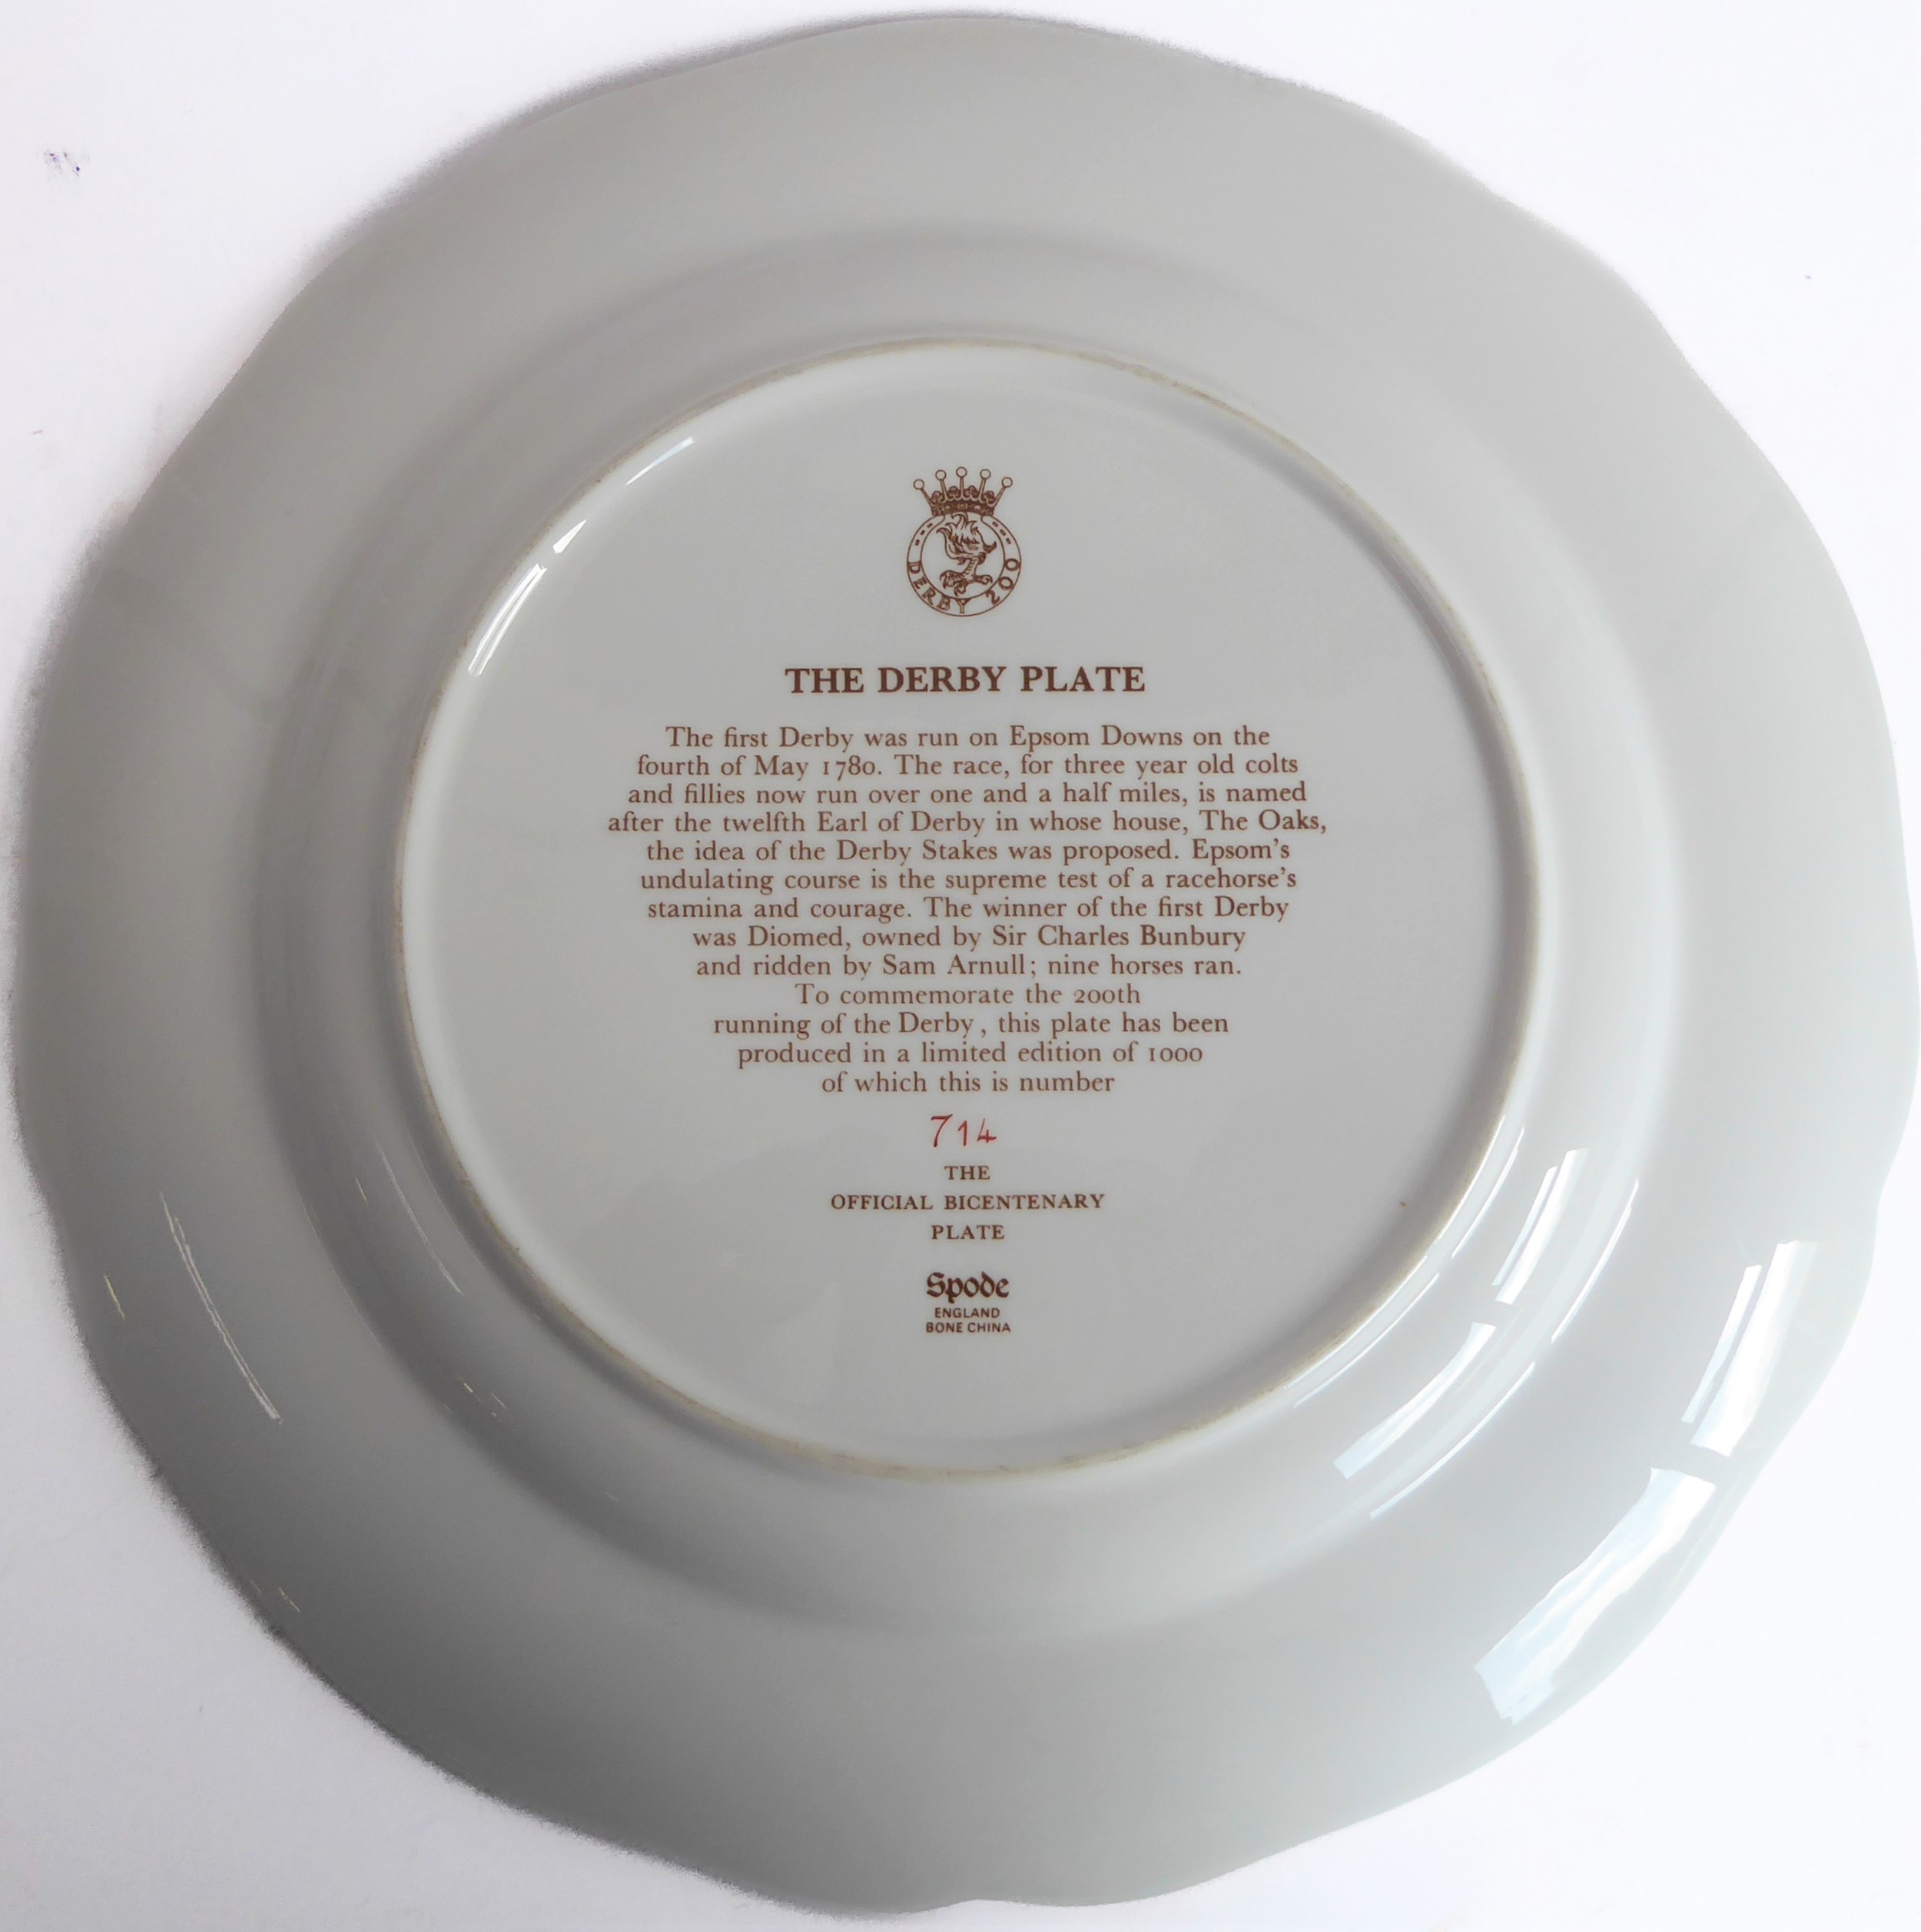 DERBY 200
THE DERBY PLATE
The first Derby was run on Epsom Downs on the
fourth of May 1780. The race, for three year old colts
and fillies now run over one and a half miles, is named
after the twelfth Earl of Derby in whose house, The Oaks,
the idea of the Derby Stakes was proposed. Epsom's
undulating course is the supreme test of a racehorse's
stamina and courage. The winner of the first Derby
was Diomed, owned by Sir Charles Bunbury
and ridden by Sam Arnull; nine horses ran.
To commemorate the 200th
running of the Derby, this plate has been
produced in a limited edition of 1000
of which this is number
714
THE
OFFICIAL BICENTENARY
PLATE
Spode
ENGLAND
BONE CHINA